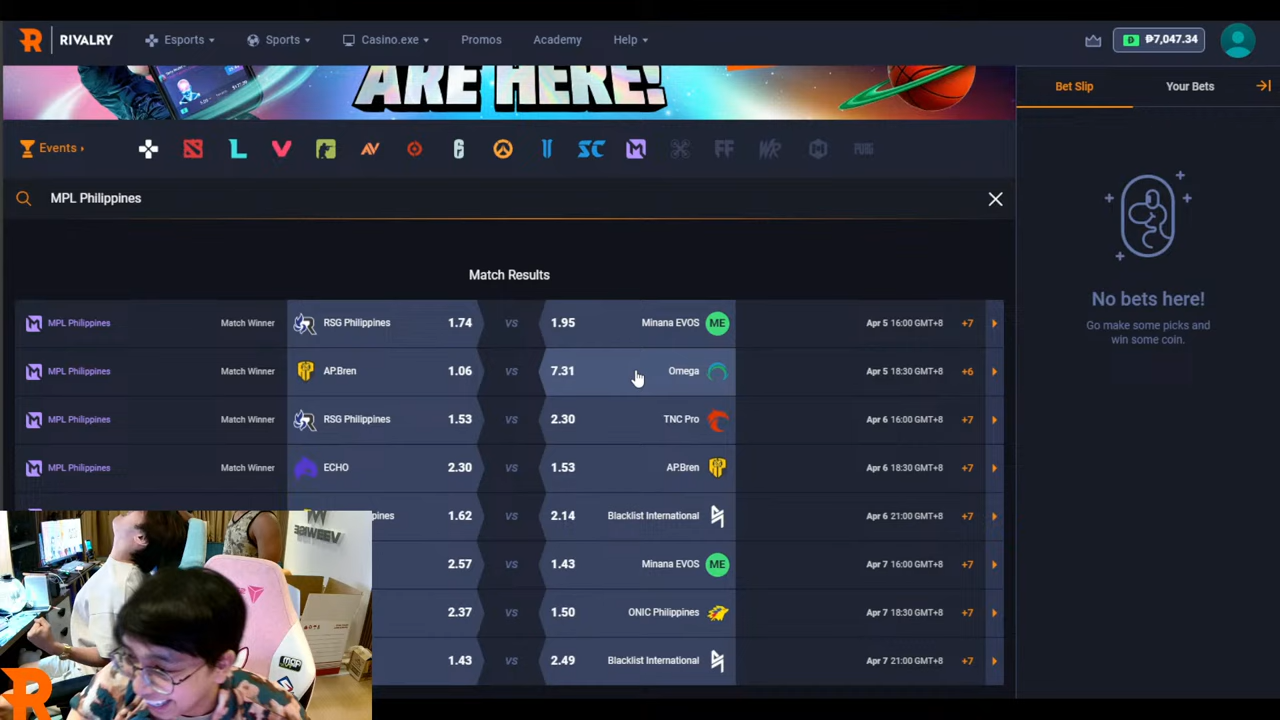 RIVALRY Esports Sports Casino.exe Promos Academy Help ₱7,047.34
ARE HERE!
Bet Slip Your Bets
Events
MPL Philippines
Match Results
No bets here!
Go make some picks and
win some coin.
MPL Philippines Match Winner RSG Philippines 1.74 VS 1.95 Minana EVOS ME Apr 5 16:00 GMT+8 +7
MPL Philippines Match Winner AP.Bren 1.06 VS 7.31 Omega Apr 5 18:30 GMT+8 +6
MPL Philippines Match Winner RSG Philippines 1.53 VS 2.30 TNC Pro Apr 6 16:00 GMT+8 +7
MPL Philippines Match Winner ECHO 2.30 VS 1.53 AP.Bren Apr 6 18:30 GMT+8 +7
pines 1.62 VS 2.14 Blacklist International Apr 6 21:00 GMT+8 +7
2.57 VS 1.43 Minana EVOS ME Apr 7 16:00 GMT+8 +7
2.37 VS 1.50 ONIC Philippines Apr 7 18:30 GMT+8 +7
1.43 VS 2.49 Blacklist International Apr 7 21:00 GMT+8 +7